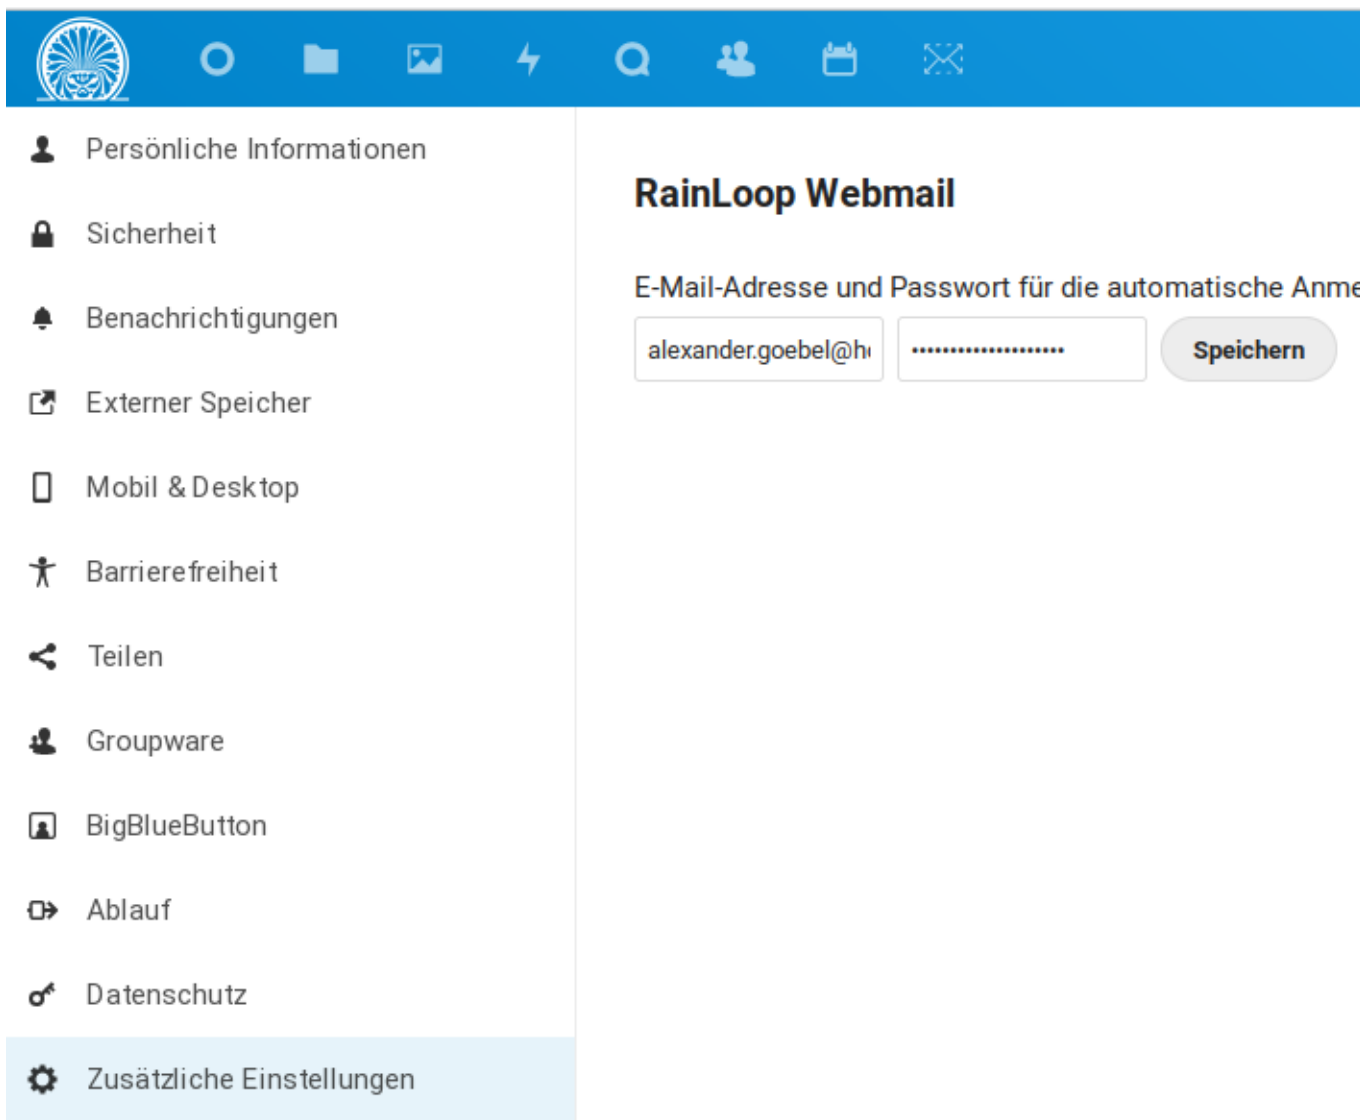 Persönliche Informationen
Sicherheit
Benachrichtigungen
Externer Speicher
Mobil & Desktop
Barrierefreiheit
Teilen
Groupware
BigBlueButton
Ablauf
Datenschutz
Zusätzliche Einstellungen
RainLoop Webmail
E-Mail-Adresse und Passwort für die automatische Anme
alexander.goebel@h
Speichern